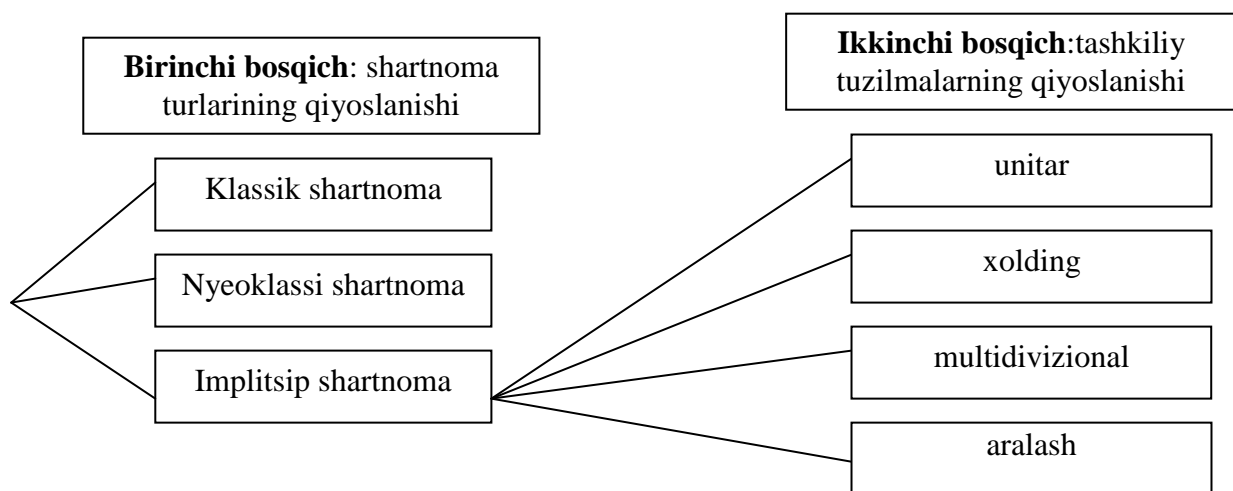 Birinchi bosqich: shartnoma
turlarining qiyoslanishi
Klassik shartnoma
Nyeoklassi shartnoma
Implitsip shartnoma
Ikkinchi bosqich:tashkiliy
tuzilmalarning qiyoslanishi
unitar
xolding
multidivizional
aralash